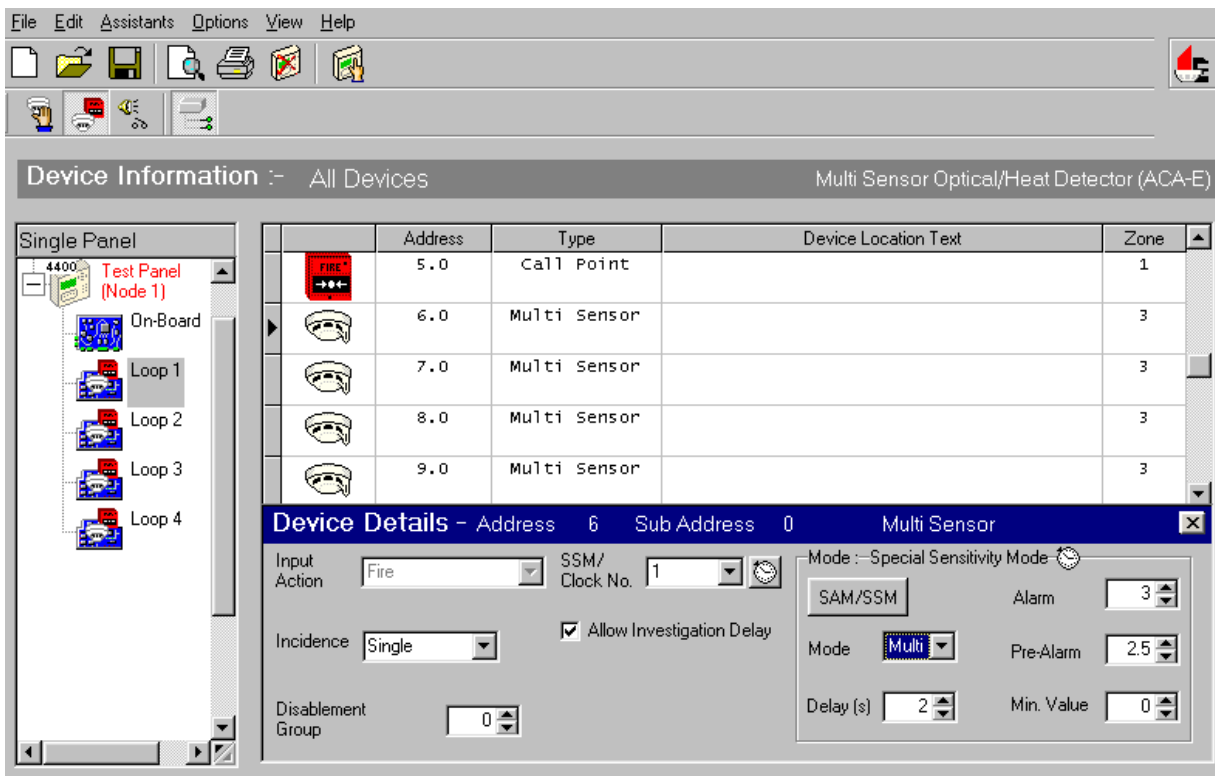 File Edit Assistants Options View Help
Device Information :- All Devices Multi Sensor Optical/Heat Detector (ACA-E)
Single Panel
4400
Test Panel
(Node 1)
On-Board
Loop 1
Loop 2
Loop 3
Loop 4
Address Type Device Location Text Zone
FIRE 5.0 Call Point 1
6.0 Multi Sensor 3
7.0 Multi Sensor 3
8.0 Multi Sensor 3
9.0 Multi Sensor 3
Device Details - Address 6 Sub Address 0 Multi Sensor
Input
Action
Fire
SSM/
Clock No.
1
Incidence Single
Allow Investigation Delay
Disablement
Group
0
Mode :- Special Sensitivity Mode
SAM/SSM Alarm 3
Mode Multi Pre-Alarm 2.5
Delay (s) 2 Min. Value 0